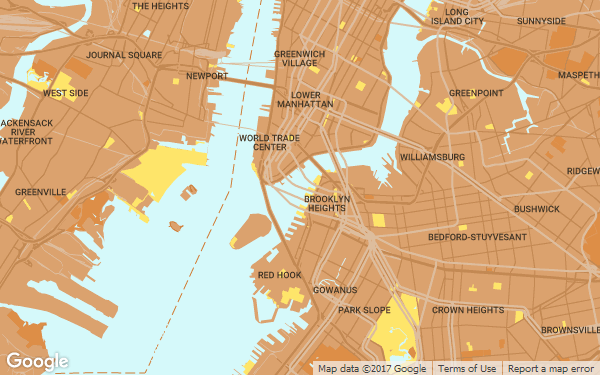 THE HEIGHTS
LONG
ISLAND CITY
SUNNYSIDE
JOURNAL SQUARE
GREENWICH
VILLAGE
NEWPORT
MASPETH
WEST SIDE
LOWER
MANHATTAN
GREENPOINT
ACKENSACK
RIVER
WATERFRONT
WORLD TRADE
CENTER
WILLIAMSBURG
RIDGEW
GREENVILLE
BROOKLYN
HEIGHTS
BUSHWICK
BEDFORD-STUYVESANT
RED HOOK
GOWANUS
PARK SLOPE
CROWN HEIGHTS
BROWNSVILL
Google
Map data ©2017 Google
Terms of Use
Report a map error